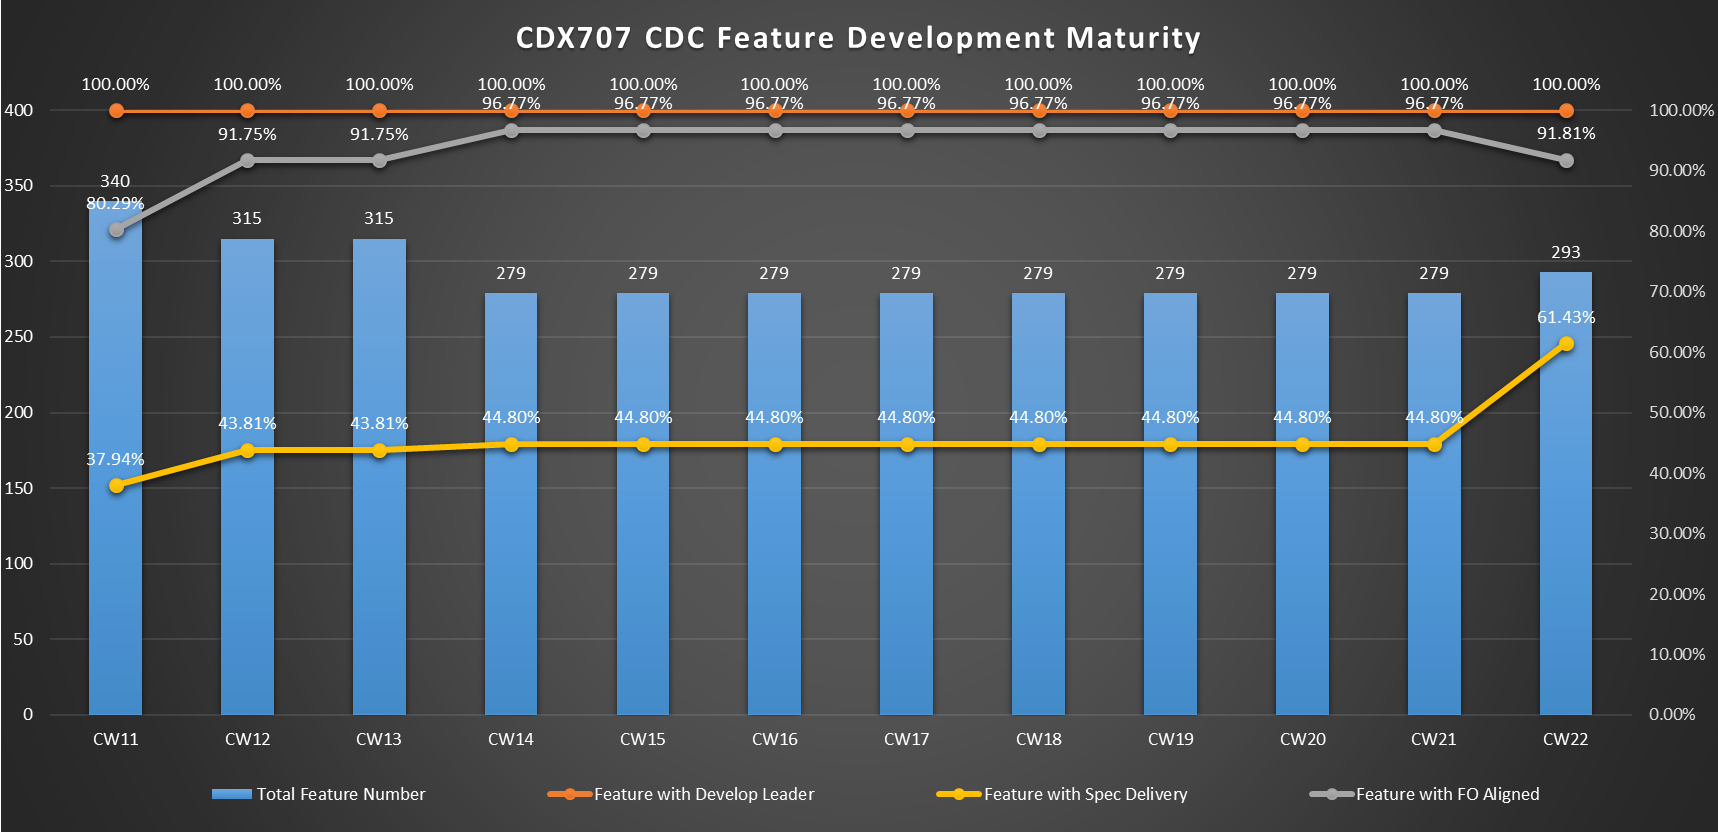 CDX707 CDC Feature Development Maturity
100.00% 100.00% 100.00% 100.00% 100.00% 100.00% 100.00% 100.00% 100.00% 100.00% 100.00% 100.00%
96.77% 96.77% 96.77% 96.77% 96.77% 96.77% 96.77% 96.77%
400 100.00%
91.75% 91.75% 91.81%
90.00%
340
350
80.29%
315 315
80.00%
293
300
279 279 279 279 279 279 279 279
70.00%
61.43%
250
60.00%
200 50.00%
43.81% 43.81% 44.80% 44.80% 44.80% 44.80% 44.80% 44.80% 44.80% 44.80%
37.94%
40.00%
150
30.00%
100
20.00%
50
10.00%
0 0.00%
CW11 CW12 CW13 CW14 CW15 CW16 CW17 CW18 CW19 CW20 CW21 CW22
Total Feature Number Feature with Develop Leader Feature with Spec Delivery Feature with FO Aligned